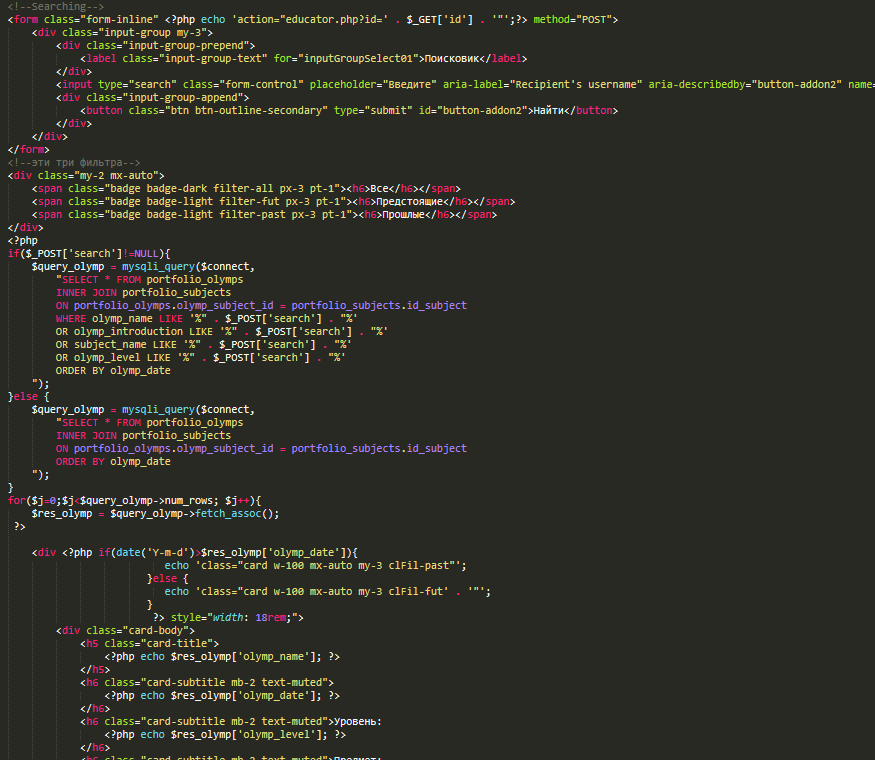 <!--Searching-->
<form class="form-inline" <?php echo 'action="educator.php?id=' . $_GET['id'] . '"';?> method="POST">
<div class="input-group my-3">
<div class="input-group-prepend">
<label class="input-group-text" for="inputGroupSelect01">Поисковик</label>
</div>
<input type="search" class="form-control" placeholder="Введите" aria-label="Recipient's username" aria-describedby="button-addon2" name=
<div class="input-group-append">
<button class="btn btn-outline-secondary" type="submit" id="button-addon2">Найти</button>
</div>
</div>
</form>
<!--эти три фильтра-->
<div class="my-2 mx-auto">
<span class="badge badge-dark filter-all px-3 pt-1"><h6>Все</h6></span>
<span class="badge badge-light filter-fut px-3 pt-1"><h6>Предстоящие</h6></span>
<span class="badge badge-light filter-past px-3 pt-1"><h6>Прошлые</h6></span>
</div>
<?php
if($_POST['search']!=NULL){
$query_olymp = mysqli_query($connect,
"SELECT * FROM portfolio_olymps
INNER JOIN portfolio_subjects
ON portfolio_olymps.olymp_subject_id = portfolio_subjects.id_subject
WHERE olymp_name LIKE '%" . $_POST['search'] . "%'
OR olymp_introduction LIKE '%" . $_POST['search'] . "%'
OR subject_name LIKE '%" . $_POST['search'] . "%'
OR olymp_level LIKE '%" . $_POST['search'] . "%'
ORDER BY olymp_date
");
}else {
$query_olymp = mysqli_query($connect,
"SELECT * FROM portfolio_olymps
INNER JOIN portfolio_subjects
ON portfolio_olymps.olymp_subject_id = portfolio_subjects.id_subject
ORDER BY olymp_date
");
}
for($j=0;$j<$query_olymp->num_rows; $j++){
$res_olymp = $query_olymp->fetch_assoc();
?>
<div <?php if(date('Y-m-d')>$res_olymp['olymp_date']){
echo 'class="card w-100 mx-auto my-3 clFil-past"';
}else {
echo 'class="card w-100 mx-auto my-3 clFil-fut' . '"';
}
?> style="width: 18rem;">
<div class="card-body">
<h5 class="card-title">
<?php echo $res_olymp['olymp_name']; ?>
</h5>
<h6 class="card-subtitle mb-2 text-muted">
<?php echo $res_olymp['olymp_date']; ?>
</h6>
<h6 class="card-subtitle mb-2 text-muted">Уровень:
<?php echo $res_olymp['olymp_level']; ?>
</h6>
<h6 class="card-subtitle mb-2 text-muted">Предмет: